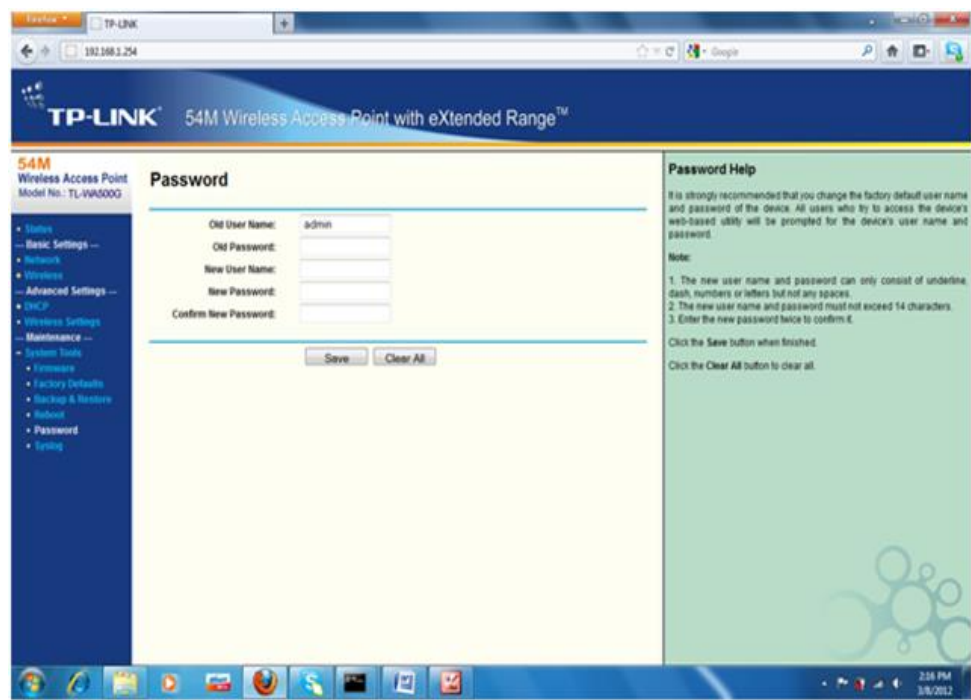 Firefox
TP-LINK
192.168.1.254
Google
TP-LINK® 54M Wireless Access Point with eXtended Range™
54M
Wireless Access Point
Model No.: TL-WA500G
Status
--- Basic Settings ---
Network
Wireless
--- Advanced Settings ---
DHCP
Wireless Settings
--- Maintenance ---
System Tools
Firmware
Factory Defaults
Backup & Restore
Reboot
Password
Syslog
Password
Old User Name: admin
Old Password:
New User Name:
New Password:
Confirm New Password:
Save Clear All
Password Help
It is strongly recommended that you change the factory default user name
and password of the device. All users who try to access the device's
web-based utility will be prompted for the device's user name and
password.
Note:
1. The new user name and password can only consist of underline,
dash, numbers or letters but not any spaces.
2. The new user name and password must not exceed 14 characters.
3. Enter the new password twice to confirm it.
Click the Save button when finished.
Click the Clear All button to clear all.
2:16 PM
3/8/2012